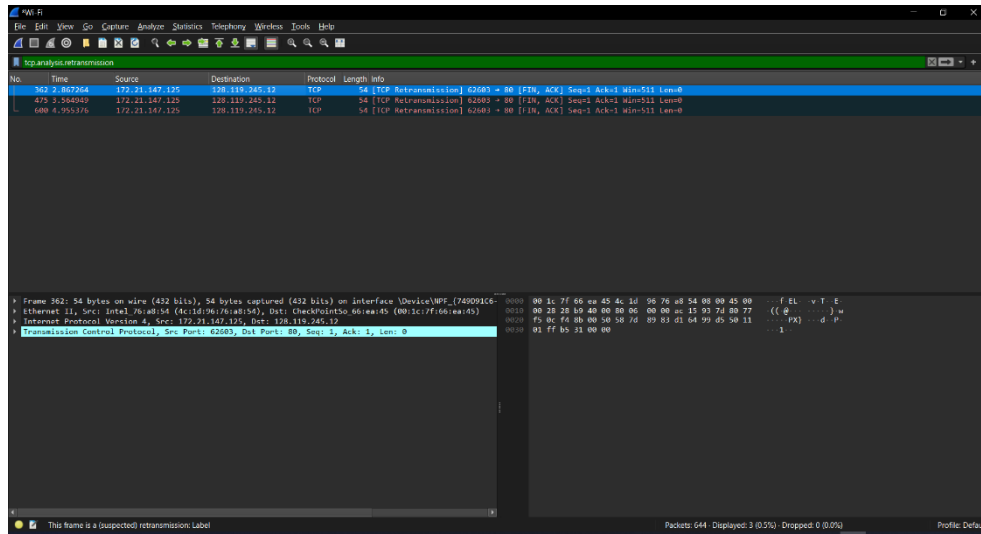 *Wi-Fi
File Edit View Go Capture Analyze Statistics Telephony Wireless Tools Help
tcp.analysis.retransmission
No. Time Source Destination Protocol Length Info
362 2.867264 172.21.147.125 128.119.245.12 TCP 54 [TCP Retransmission] 62603 → 80 [FIN, ACK] Seq=1 Ack=1 Win=511 Len=0
475 3.564949 172.21.147.125 128.119.245.12 TCP 54 [TCP Retransmission] 62603 → 80 [FIN, ACK] Seq=1 Ack=1 Win=511 Len=0
600 4.955376 172.21.147.125 128.119.245.12 TCP 54 [TCP Retransmission] 62603 → 80 [FIN, ACK] Seq=1 Ack=1 Win=511 Len=0
Frame 362: 54 bytes on wire (432 bits), 54 bytes captured (432 bits) on interface \Device\NPF_{749D91C6-
Ethernet II, Src: Intel_76:a8:54 (4c:1d:96:76:a8:54), Dst: CheckPointSo_66:ea:45 (00:1c:7f:66:ea:45)
Internet Protocol Version 4, Src: 172.21.147.125, Dst: 128.119.245.12
Transmission Control Protocol, Src Port: 62603, Dst Port: 80, Seq: 1, Ack: 1, Len: 0
0000 00 1c 7f 66 ea 45 4c 1d 96 76 a8 54 08 00 45 00 ···f·EL· ·v·T··E·
0010 00 28 28 b9 40 00 80 06 00 00 ac 15 93 7d 80 77 ·((·@··· ·····}·w
0020 f5 0c f4 8b 00 50 58 7d 89 83 d1 64 99 d5 50 11 ·····PX} ···d··P·
0030 01 ff b5 31 00 00 ···1··
This frame is a (suspected) retransmission: Label
Packets: 644 · Displayed: 3 (0.5%) · Dropped: 0 (0.0%)
Profile: Defau